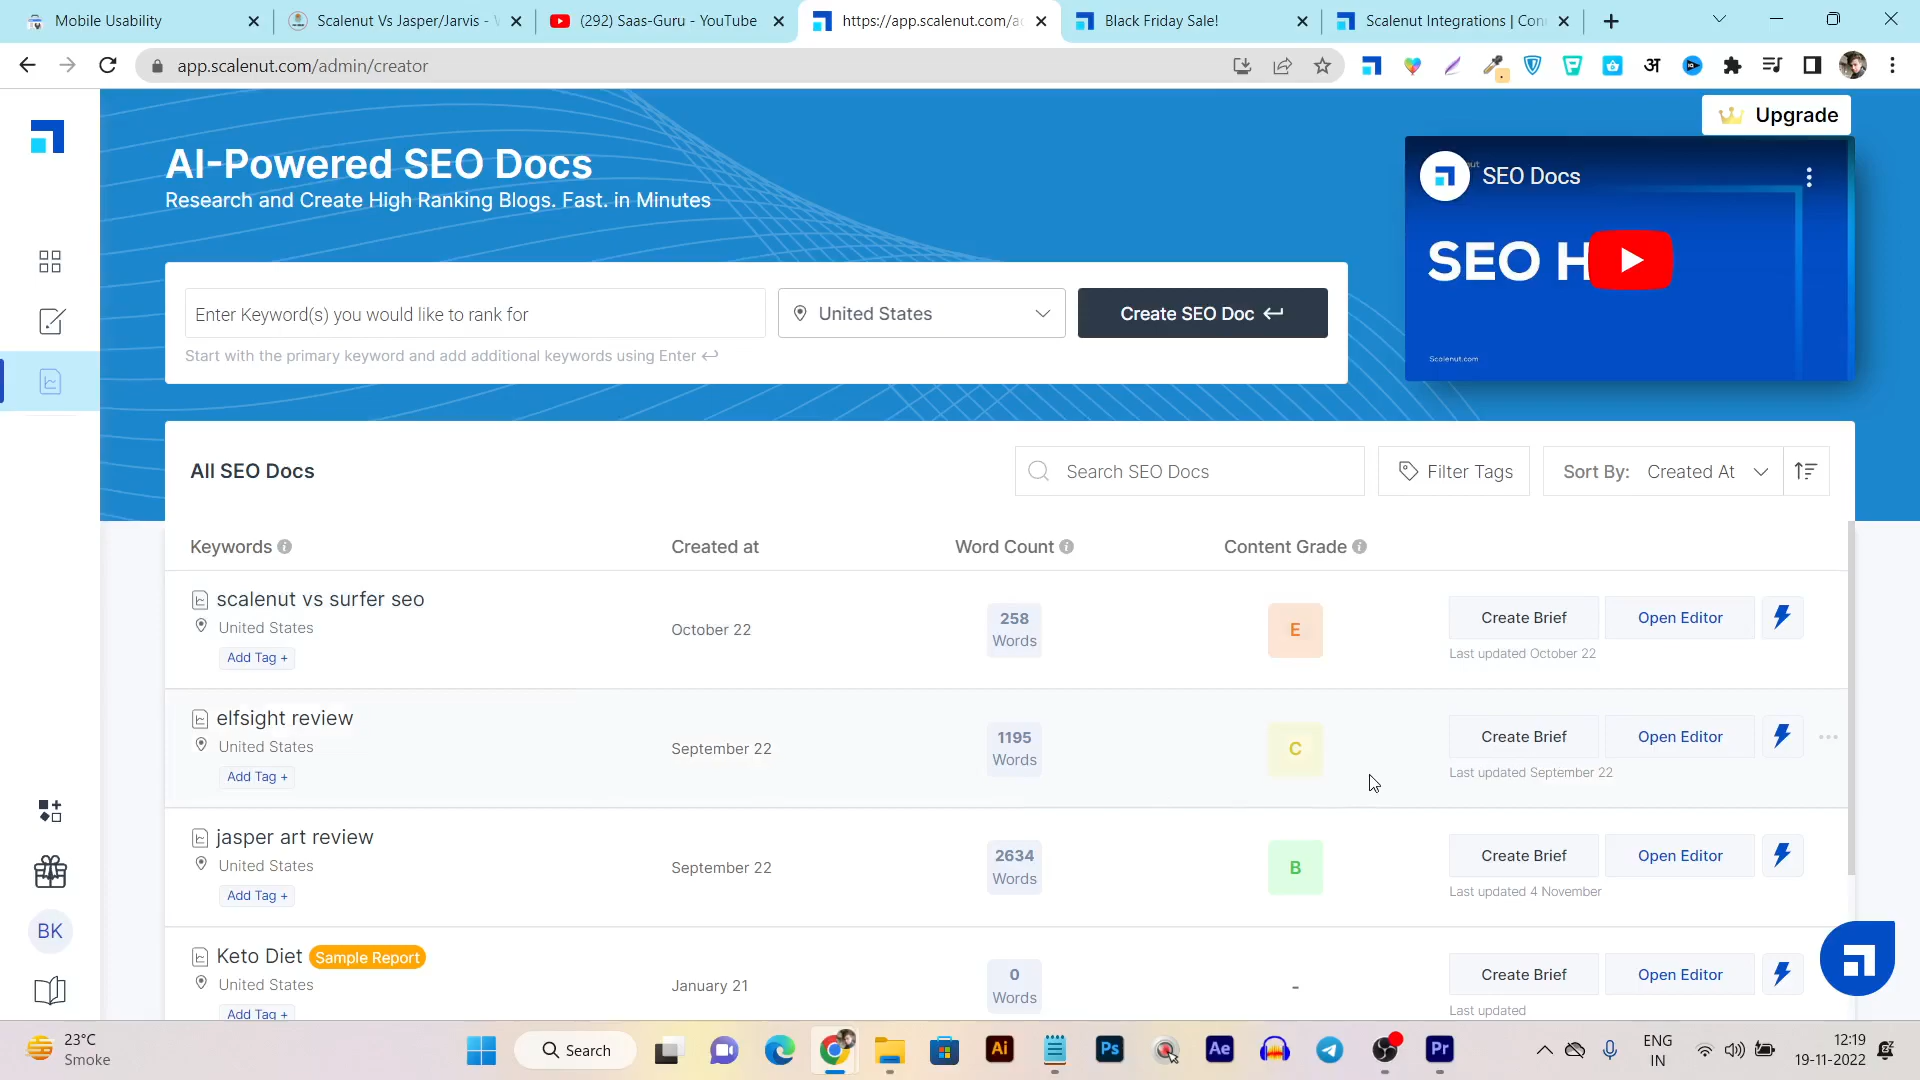 Mobile Usability
Scalenut Vs Jasper/Jarvis -
(292) Saas-Guru - YouTube
https://app.scalenut.com/a
Black Friday Sale!
Scalenut Integrations | Con
app.scalenut.com/admin/creator
Upgrade
AI-Powered SEO Docs
Research and Create High Ranking Blogs. Fast. in Minutes
SEO Docs
SEO H
Scalenut.com
Enter Keyword(s) you would like to rank for
United States
Create SEO Doc
Start with the primary keyword and add additional keywords using Enter
All SEO Docs
Search SEO Docs
Filter Tags
Sort By: Created At
Keywords
Created at
Word Count
Content Grade
scalenut vs surfer seo
United States
Add Tag +
October 22
258
Words
E
Create Brief
Open Editor
Last updated October 22
elfsight review
United States
Add Tag +
September 22
1195
Words
C
Create Brief
Open Editor
Last updated September 22
jasper art review
United States
Add Tag +
September 22
2634
Words
B
Create Brief
Open Editor
Last updated 4 November
Keto Diet Sample Report
United States
Add Tag +
January 21
0
Words
-
Create Brief
Open Editor
Last updated
BK
अ
23°C
Smoke
Search
Ai
Ps
Ae
Pr
ENG
IN
12:19
19-11-2022